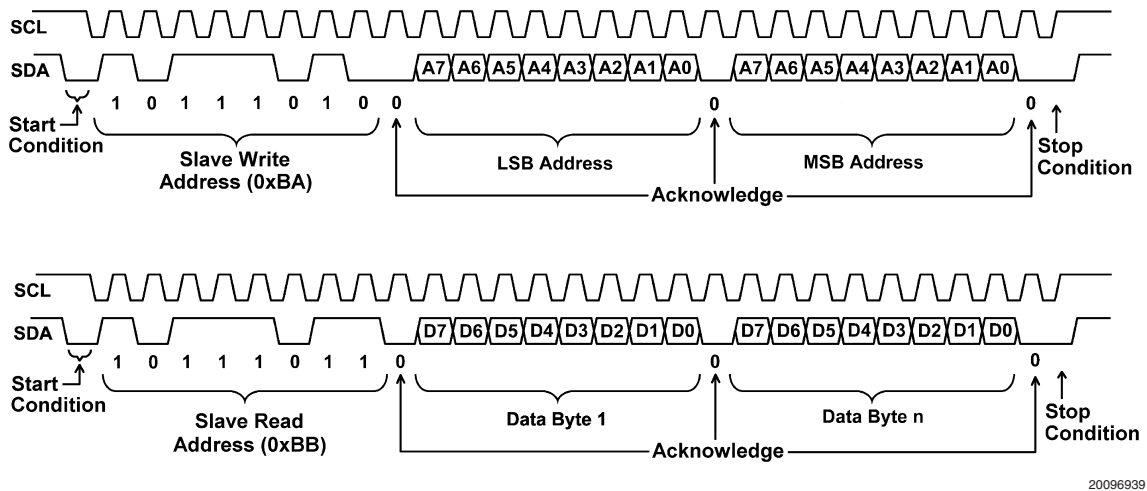 SCL
SDA A7 A6 A5 A4 A3 A2 A1 A0 A7 A6 A5 A4 A3 A2 A1 A0
1 0 1 1 1 0 1 0 0 0 0
Start
Condition
Slave Write
Address (0xBA)
LSB Address
MSB Address
Stop
Condition
Acknowledge
SCL
SDA D7 D6 D5 D4 D3 D2 D1 D0 D7 D6 D5 D4 D3 D2 D1 D0
1 0 1 1 1 0 1 1 0 0 0
Start
Condition
Slave Read
Address (0xBB)
Data Byte 1
Data Byte n
Stop
Condition
Acknowledge
20096939